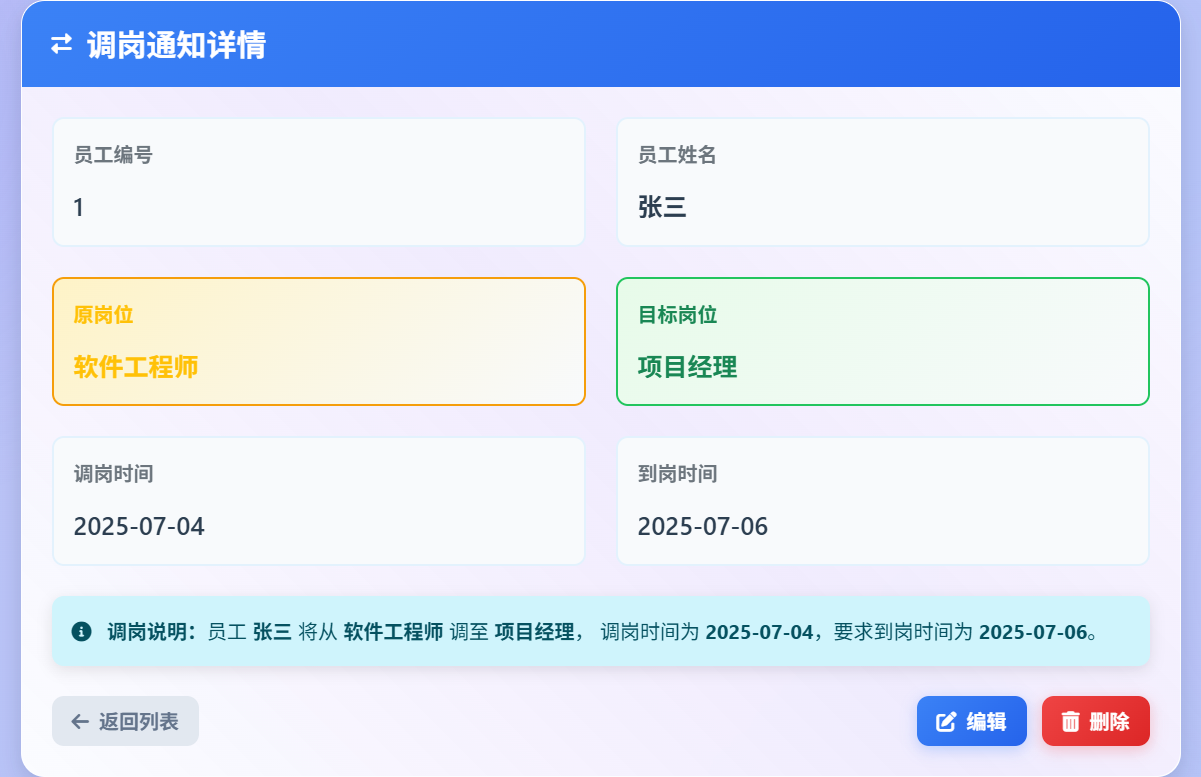 调岗通知详情
员工编号
1
员工姓名
张三
原岗位
软件工程师
目标岗位
项目经理
调岗时间
2025-07-04
到岗时间
2025-07-06
调岗说明：员工 张三 将从 软件工程师 调至 项目经理， 调岗时间为 2025-07-04，要求到岗时间为 2025-07-06。
返回列表
编辑
删除